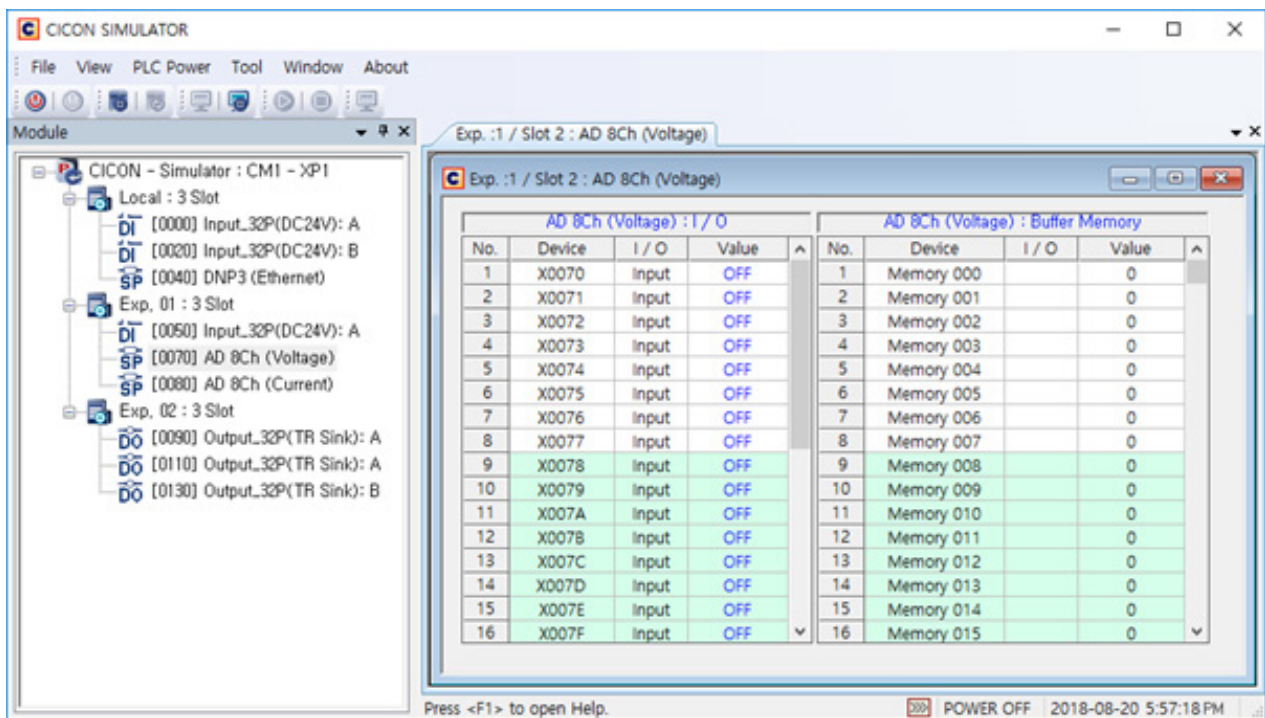 CICON SIMULATOR
File View PLC Power Tool Window About
Module
CICON - Simulator : CM1 - XP1
Local : 3 Slot
DI [0000] Input_32P(DC24V): A
DI [0020] Input_32P(DC24V): B
SP [0040] DNP3 (Ethernet)
Exp, 01 : 3 Slot
DI [0050] Input_32P(DC24V): A
SP [0070] AD 8Ch (Voltage)
SP [0080] AD 8Ch (Current)
Exp, 02 : 3 Slot
DO [0090] Output_32P(TR Sink): A
DO [0110] Output_32P(TR Sink): A
DO [0130] Output_32P(TR Sink): B
Exp. :1 / Slot 2 : AD 8Ch (Voltage)
Exp. :1 / Slot 2 : AD 8Ch (Voltage)
AD 8Ch (Voltage) : I / O
No. Device I / O Value
1 X0070 Input OFF
2 X0071 Input OFF
3 X0072 Input OFF
4 X0073 Input OFF
5 X0074 Input OFF
6 X0075 Input OFF
7 X0076 Input OFF
8 X0077 Input OFF
9 X0078 Input OFF
10 X0079 Input OFF
11 X007A Input OFF
12 X007B Input OFF
13 X007C Input OFF
14 X007D Input OFF
15 X007E Input OFF
16 X007F Input OFF
AD 8Ch (Voltage) : Buffer Memory
No. Device I / O Value
1 Memory 000 0
2 Memory 001 0
3 Memory 002 0
4 Memory 003 0
5 Memory 004 0
6 Memory 005 0
7 Memory 006 0
8 Memory 007 0
9 Memory 008 0
10 Memory 009 0
11 Memory 010 0
12 Memory 011 0
13 Memory 012 0
14 Memory 013 0
15 Memory 014 0
16 Memory 015 0
Press <F1> to open Help.
POWER OFF 2018-08-20 5:57:18 PM